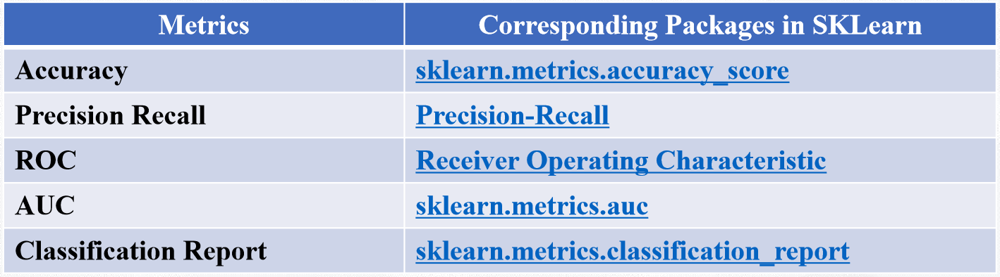 Metrics Corresponding Packages in SKLearn
Accuracy sklearn.metrics.accuracy_score
Precision Recall Precision-Recall
ROC Receiver Operating Characteristic
AUC sklearn.metrics.auc
Classification Report sklearn.metrics.classification_report